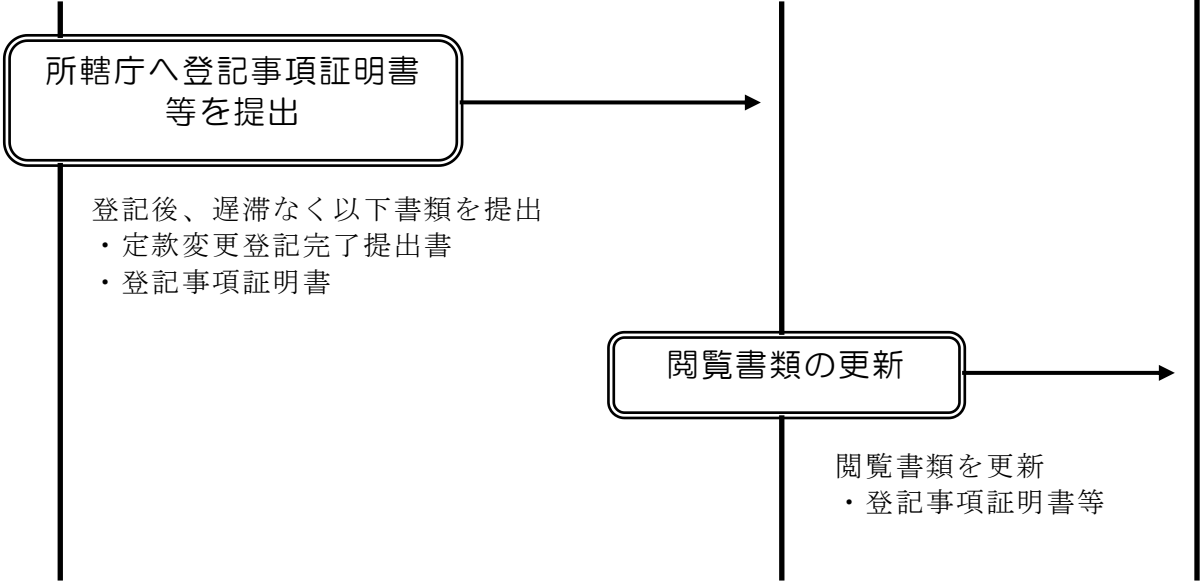 所轄庁へ登記事項証明書
等を提出
登記後、遅滞なく以下書類を提出
・定款変更登記完了提出書
・登記事項証明書
閲覧書類の更新
閲覧書類を更新
・登記事項証明書等